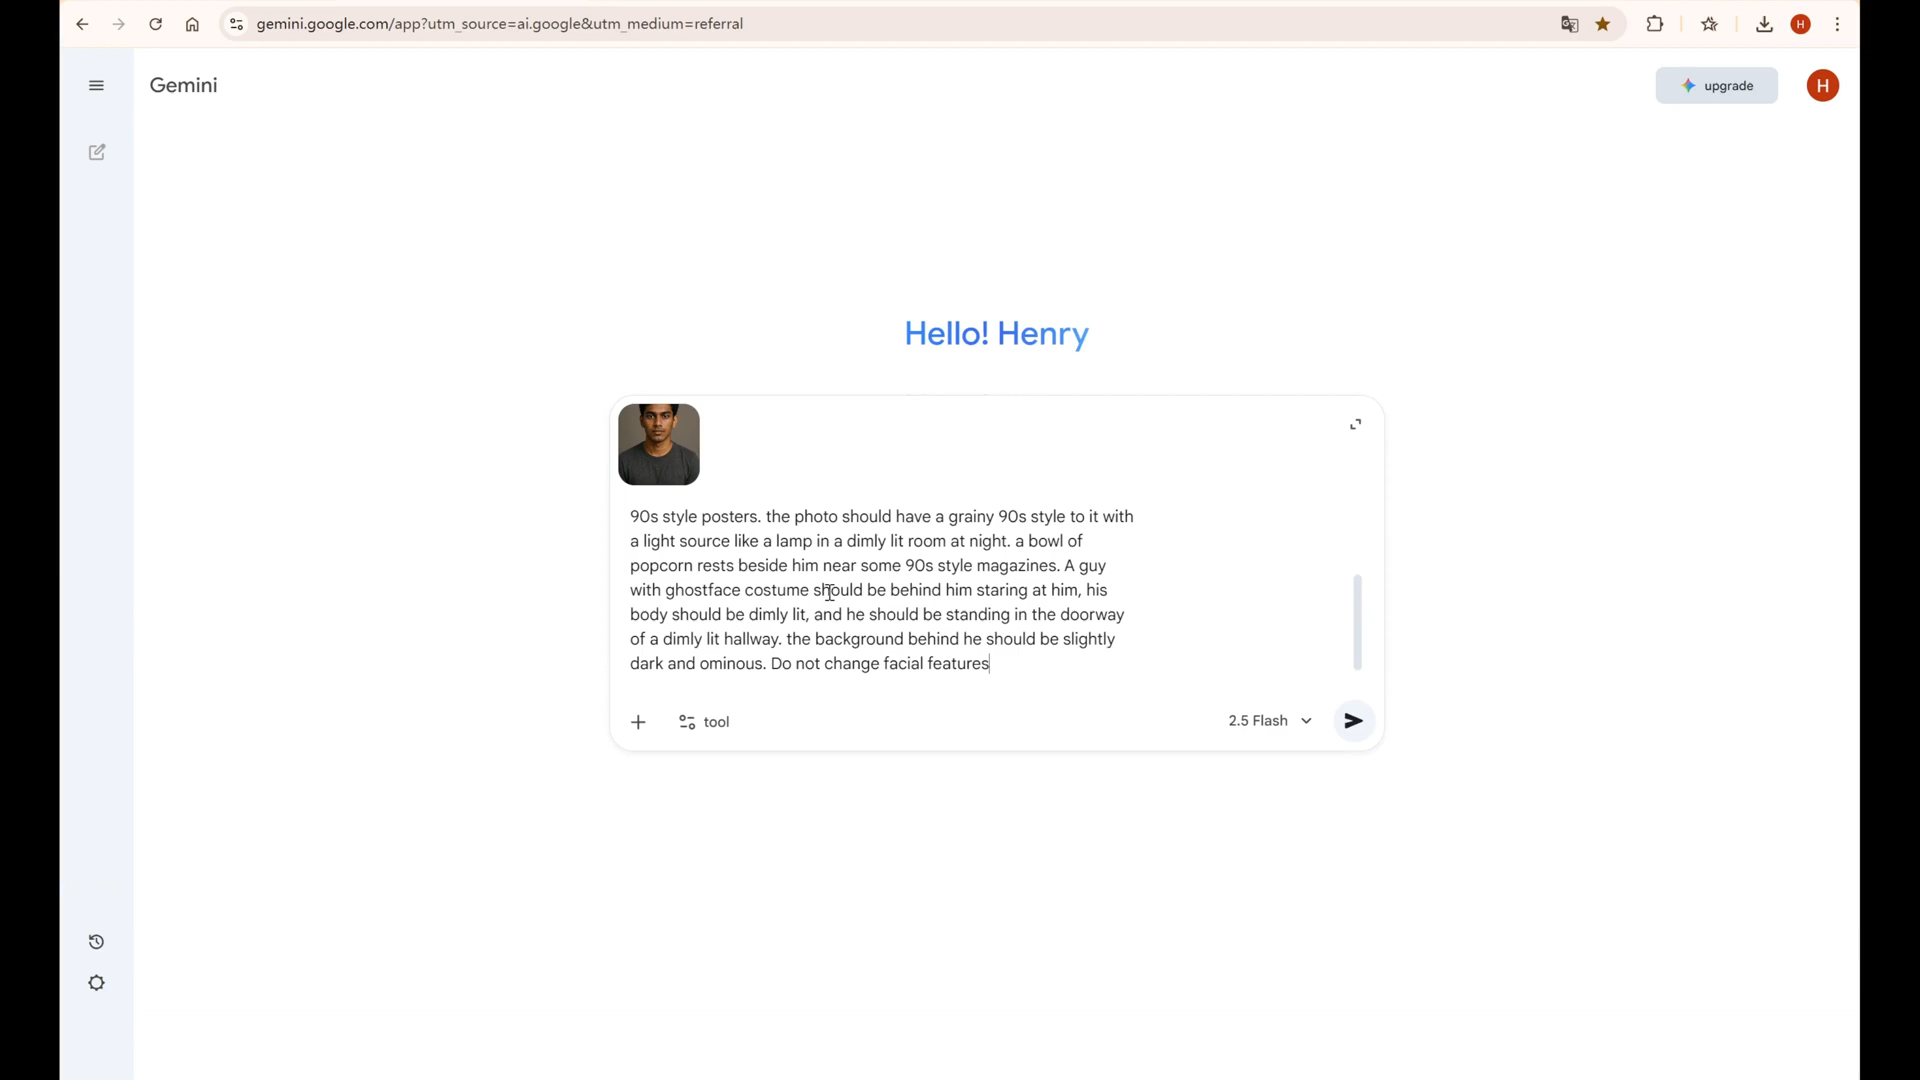 gemini.google.com/app?utm_source=ai.google&utm_medium=referral
H
Gemini
upgrade
H
Hello! Henry
90s style posters. the photo should have a grainy 90s style to it with
a light source like a lamp in a dimly lit room at night. a bowl of
popcorn rests beside him near some 90s style magazines. A guy
with ghostface costume should be behind him staring at him, his
body should be dimly lit, and he should be standing in the doorway
of a dimly lit hallway. the background behind he should be slightly
dark and ominous. Do not change facial features
tool
2.5 Flash